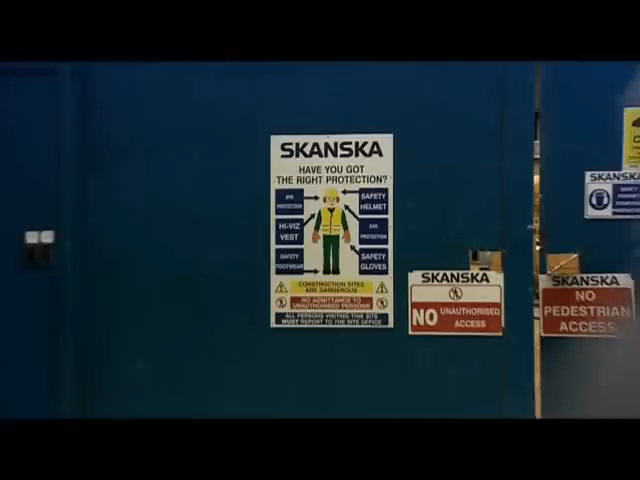 SKANSKA
HAVE YOU GOT
THE RIGHT PROTECTION?
EYE
PROTECTION
SAFETY
HELMET
HI-VIZ
VEST
EAR
PROTECTION
SAFETY
FOOTWEAR
SAFETY
GLOVES
CONSTRUCTION SITES
ARE DANGEROUS
NO ADMITTANCE TO
UNAUTHORISED PERSONS
ALL PERSONS VISITING THIS SITE
MUST REPORT TO THE SITE OFFICE
SKANSKA
NO UNAUTHORISED
ACCESS
SKANSKA
NO
PEDESTRIAN
ACCESS
SKANSKA